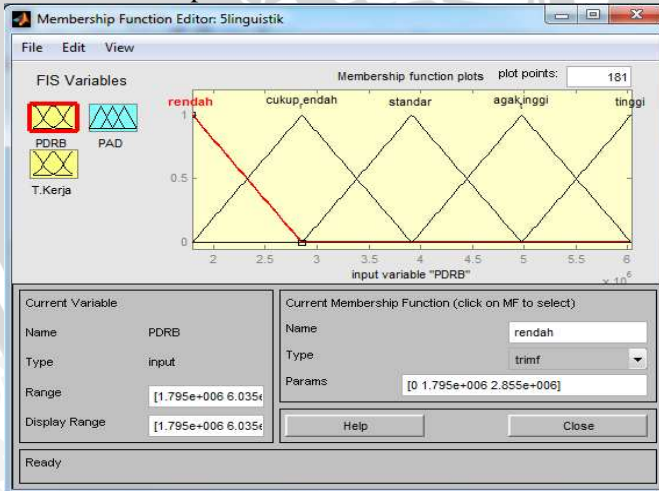 Membership Function Editor: 5linguistik
File Edit View
FIS Variables
PDRB PAD
T.Kerja
Membership function plots plot points: 181
rendah cukup_rendah standar agak_tinggi tinggi
1
0.5
0
2 2.5 3 3.5 4 4.5 5 5.5 6
x 10^6
input variable "PDRB"
Current Variable
Name PDRB
Type input
Range [1.795e+006 6.035e
Display Range [1.795e+006 6.035e
Current Membership Function (click on MF to select)
Name rendah
Type trimf
Params [0 1.795e+006 2.855e+006]
Help Close
Ready